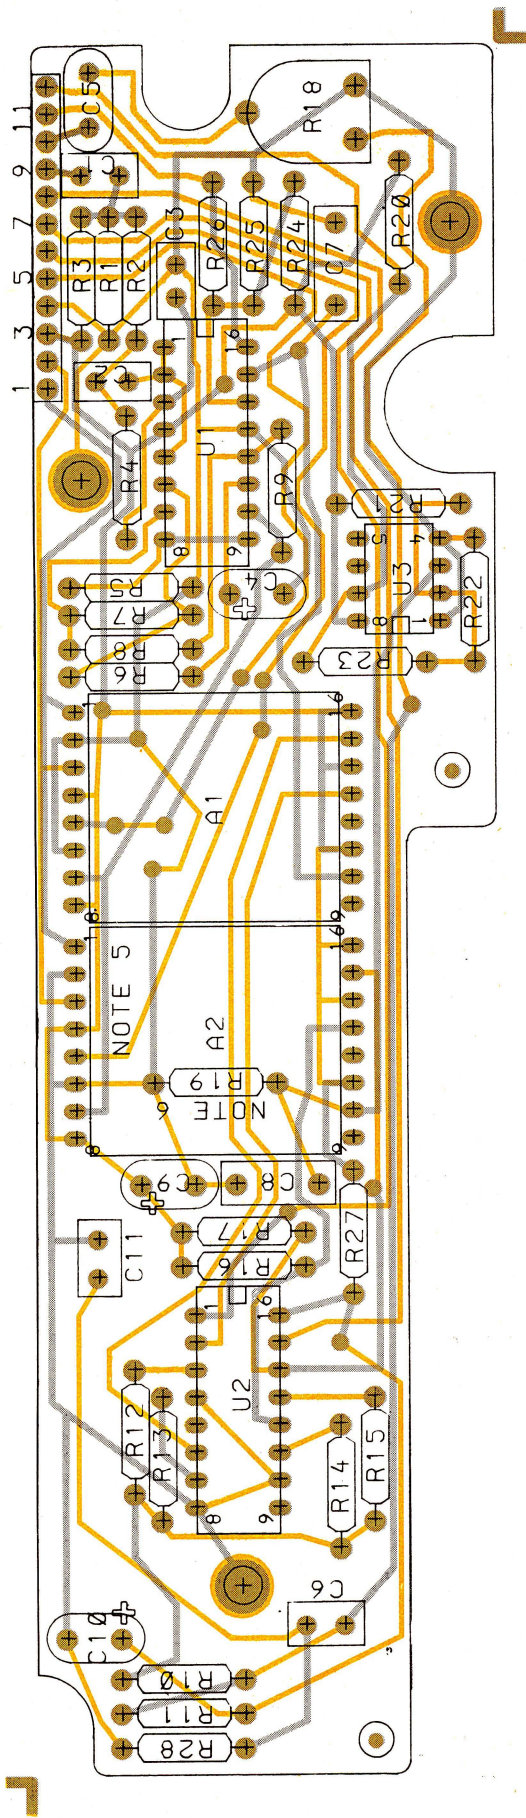 11
9
7
5
3
1
C5
R18
C1
R3
R1
R2
C3
R26
R25
R24
C7
R20
C2
1
16
U1
8
9
R4
R9
R21
5
4
U3
8
1
R22
R5
R7
R8
R6
C4
R23
1
16
A1
8
9
1
16
NOTE 5
A2
R19
NOTE 6
8
9
C9
C8
C11
R17
R16
R27
1
16
U2
8
9
R12
R13
R14
R15
C10
C6
R10
R11
R28